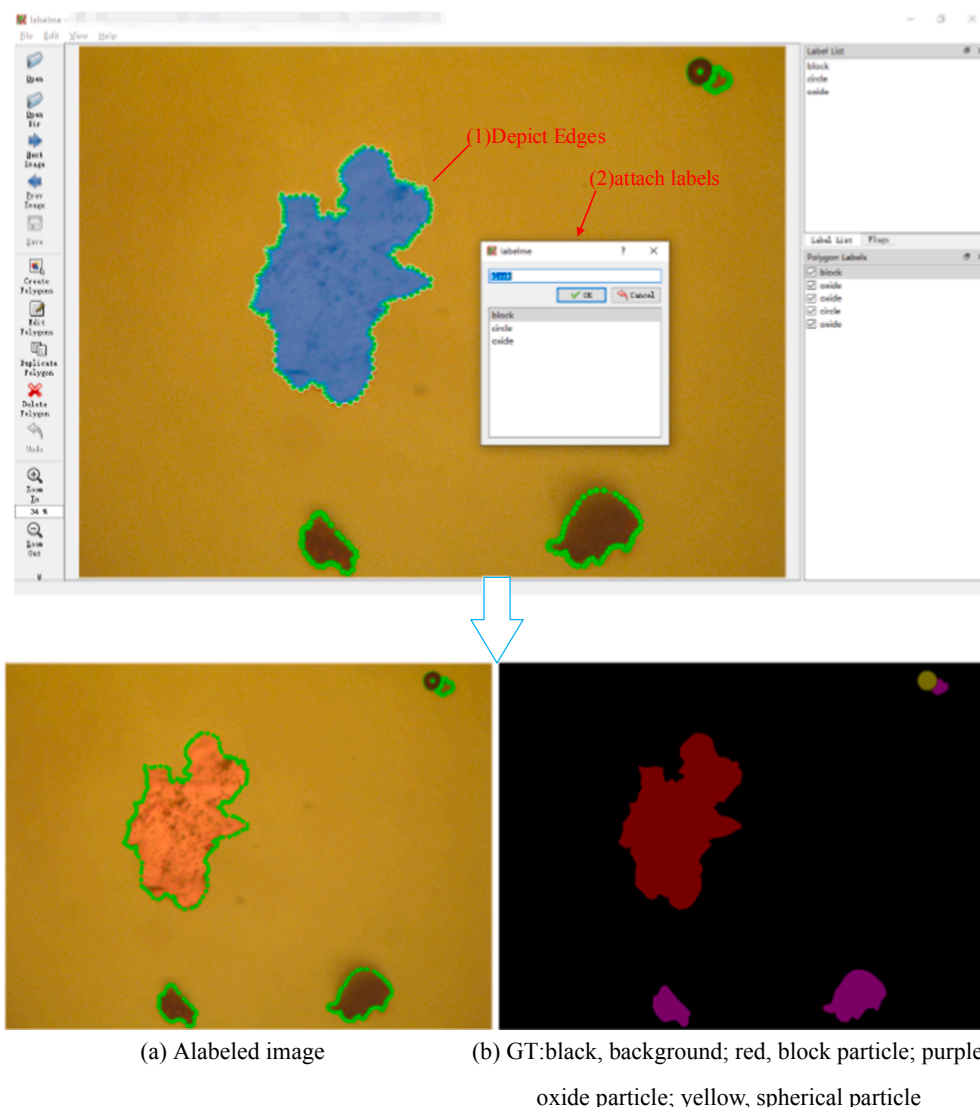 labelme
File Edit View Help
Open
Open
Dir
Next
Image
Prev
Image
Save
Create
Polygons
Edit
Polygons
Duplicate
Polygon
Delete
Polygon
Undo
Zoom
In
34 %
Zoom
Out
(1)Depict Edges
(2)attach labels
labelme ? X
block
OK Cancel
block
circle
oxide
Label List
block
circle
oxide
Label List Flags
Polygon Labels
block
oxide
oxide
circle
oxide
(a) Alabeled image
(b) GT:black, background; red, block particle; purple
oxide particle; yellow, spherical particle